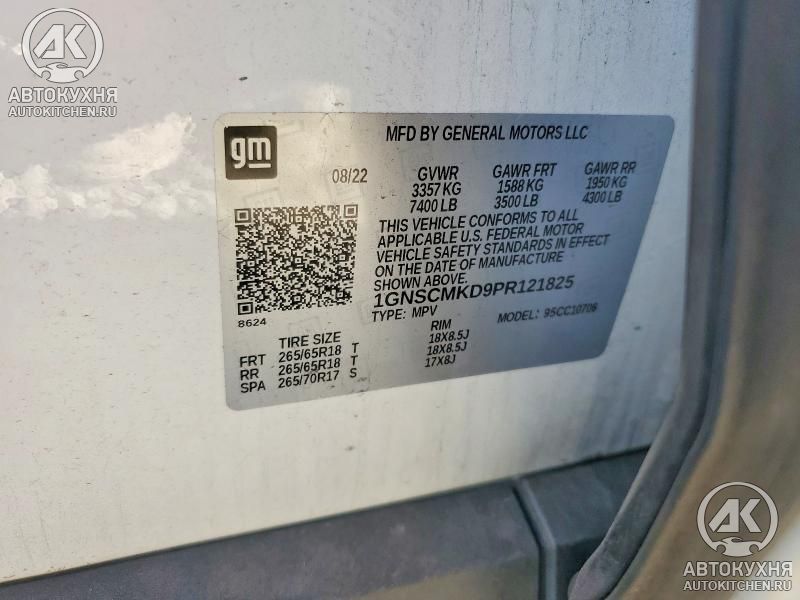 AK
АВТОКУХНЯ
AUTOKITCHEN.RU
gm
MFD BY GENERAL MOTORS LLC
08/22 GVWR GAWR FRT GAWR RR
3357 KG 1588 KG 1950 KG
7400 LB 3500 LB 4300 LB
THIS VEHICLE CONFORMS TO ALL
APPLICABLE U.S. FEDERAL MOTOR
VEHICLE SAFETY STANDARDS IN EFFECT
ON THE DATE OF MANUFACTURE
SHOWN ABOVE.
1GNSCMKD9PR121825
TYPE: MPV MODEL: 95CC10706
8624
TIRE SIZE RIM
FRT 265/65R18 T 18X8.5J
RR 265/65R18 T 18X8.5J
SPA 265/70R17 S 17X8J
AK
АВТОКУХНЯ
AUTOKITCHEN.RU